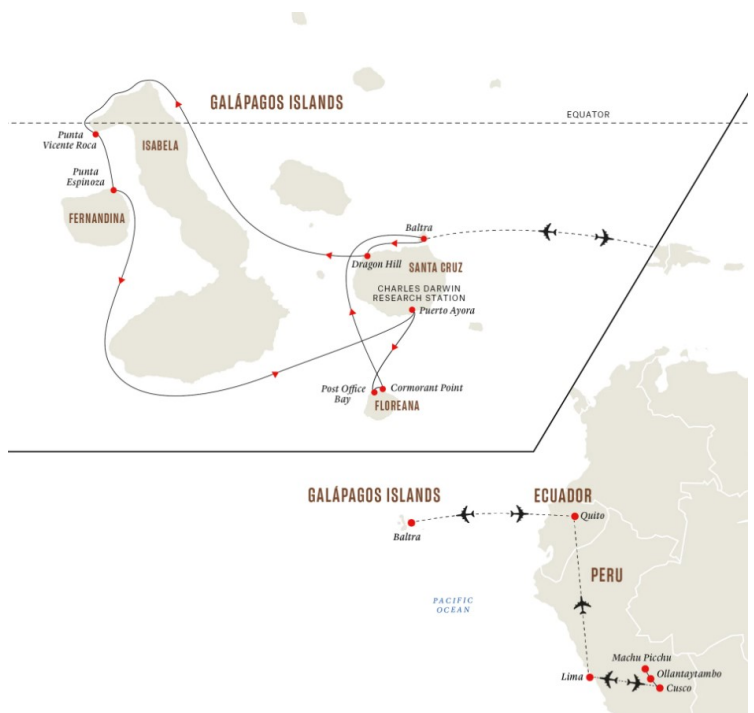 GALÁPAGOS ISLANDS
EQUATOR
Punta
Vicente Roca
ISABELA
Punta
Espinoza
FERNANDINA
Baltra
Dragon Hill
SANTA CRUZ
CHARLES DARWIN
RESEARCH STATION
Puerto Ayora
Post Office
Bay
Cormorant Point
FLOREANA
GALÁPAGOS ISLANDS
ECUADOR
Baltra
Quito
PERU
PACIFIC
OCEAN
Machu Picchu
Ollantaytambo
Lima
Cusco